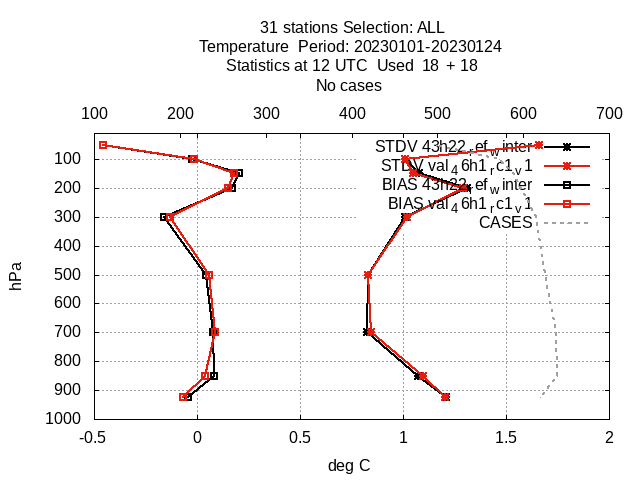 31 stations Selection: ALL
Temperature Period: 20230101-20230124
Statistics at 12 UTC Used 18 + 18
No cases
100 200 300 400 500 600 700
STDV 43h22_ref_winter
STDV val_46h1_rc1_v1
BIAS 43h22_ref_winter
BIAS val_46h1_rc1_v1
CASES
100
200
300
400
500
600
700
800
900
1000
hPa
-0.5 0 0.5 1 1.5 2
deg C